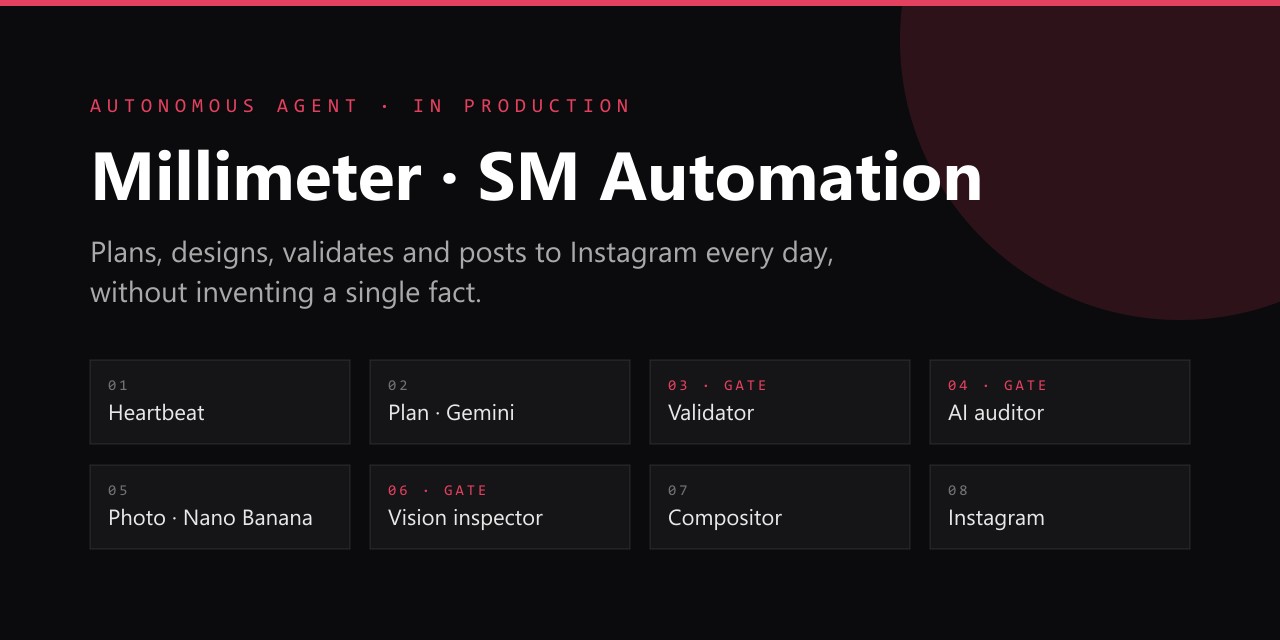 AUTONOMOUS AGENT · IN PRODUCTION
Millimeter · SM Automation
Plans, designs, validates and posts to Instagram every day,
without inventing a single fact.
01
Heartbeat
02
Plan · Gemini
03 · GATE
Validator
04 · GATE
AI auditor
05
Photo · Nano Banana
06 · GATE
Vision inspector
07
Compositor
08
Instagram